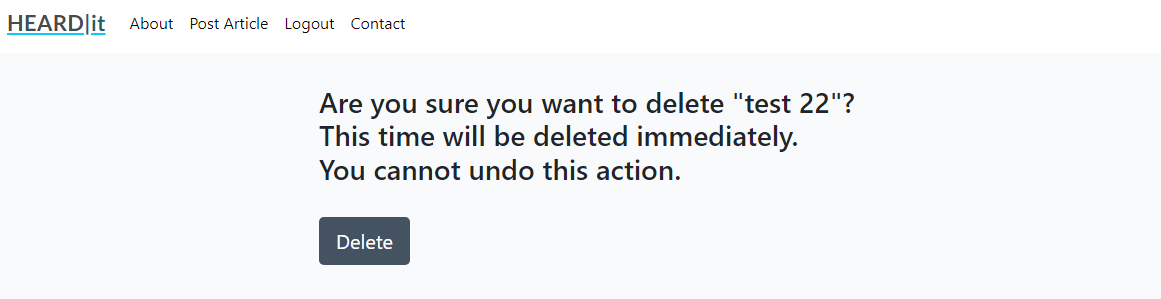 HEARD|it About Post Article Logout Contact
Are you sure you want to delete "test 22"?
This time will be deleted immediately.
You cannot undo this action.
Delete